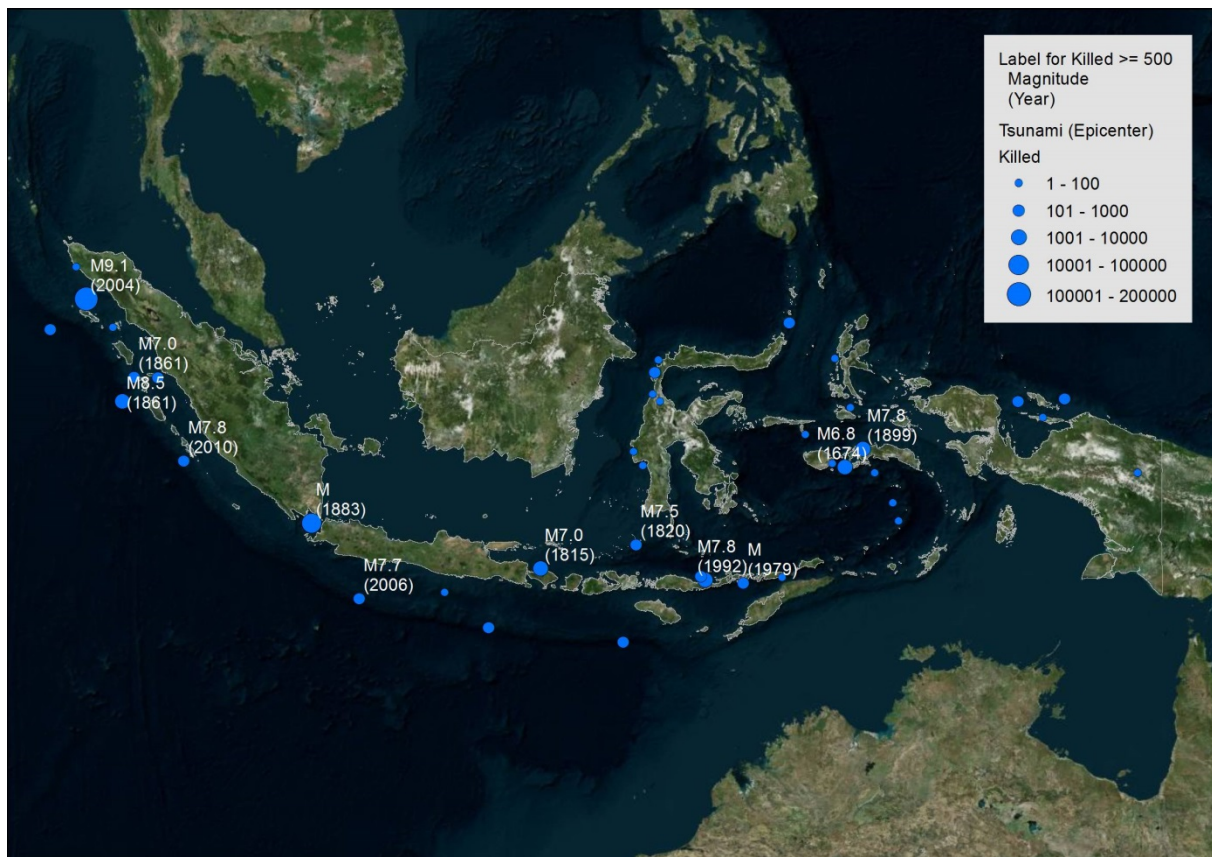 Label for Killed >= 500
Magnitude
(Year)
Tsunami (Epicenter)
Killed
1 - 100
101 - 1000
1001 - 10000
10001 - 100000
100001 - 200000
M9.1
(2004)
M7.0
(1861)
M8.5
(1861)
M7.8
(2010)
M
(1883)
M7.7
(2006)
M7.0
(1815)
M7.5
(1820)
M7.8
(1992)
M
(1979)
M6.8
(1674)
M7.8
(1899)